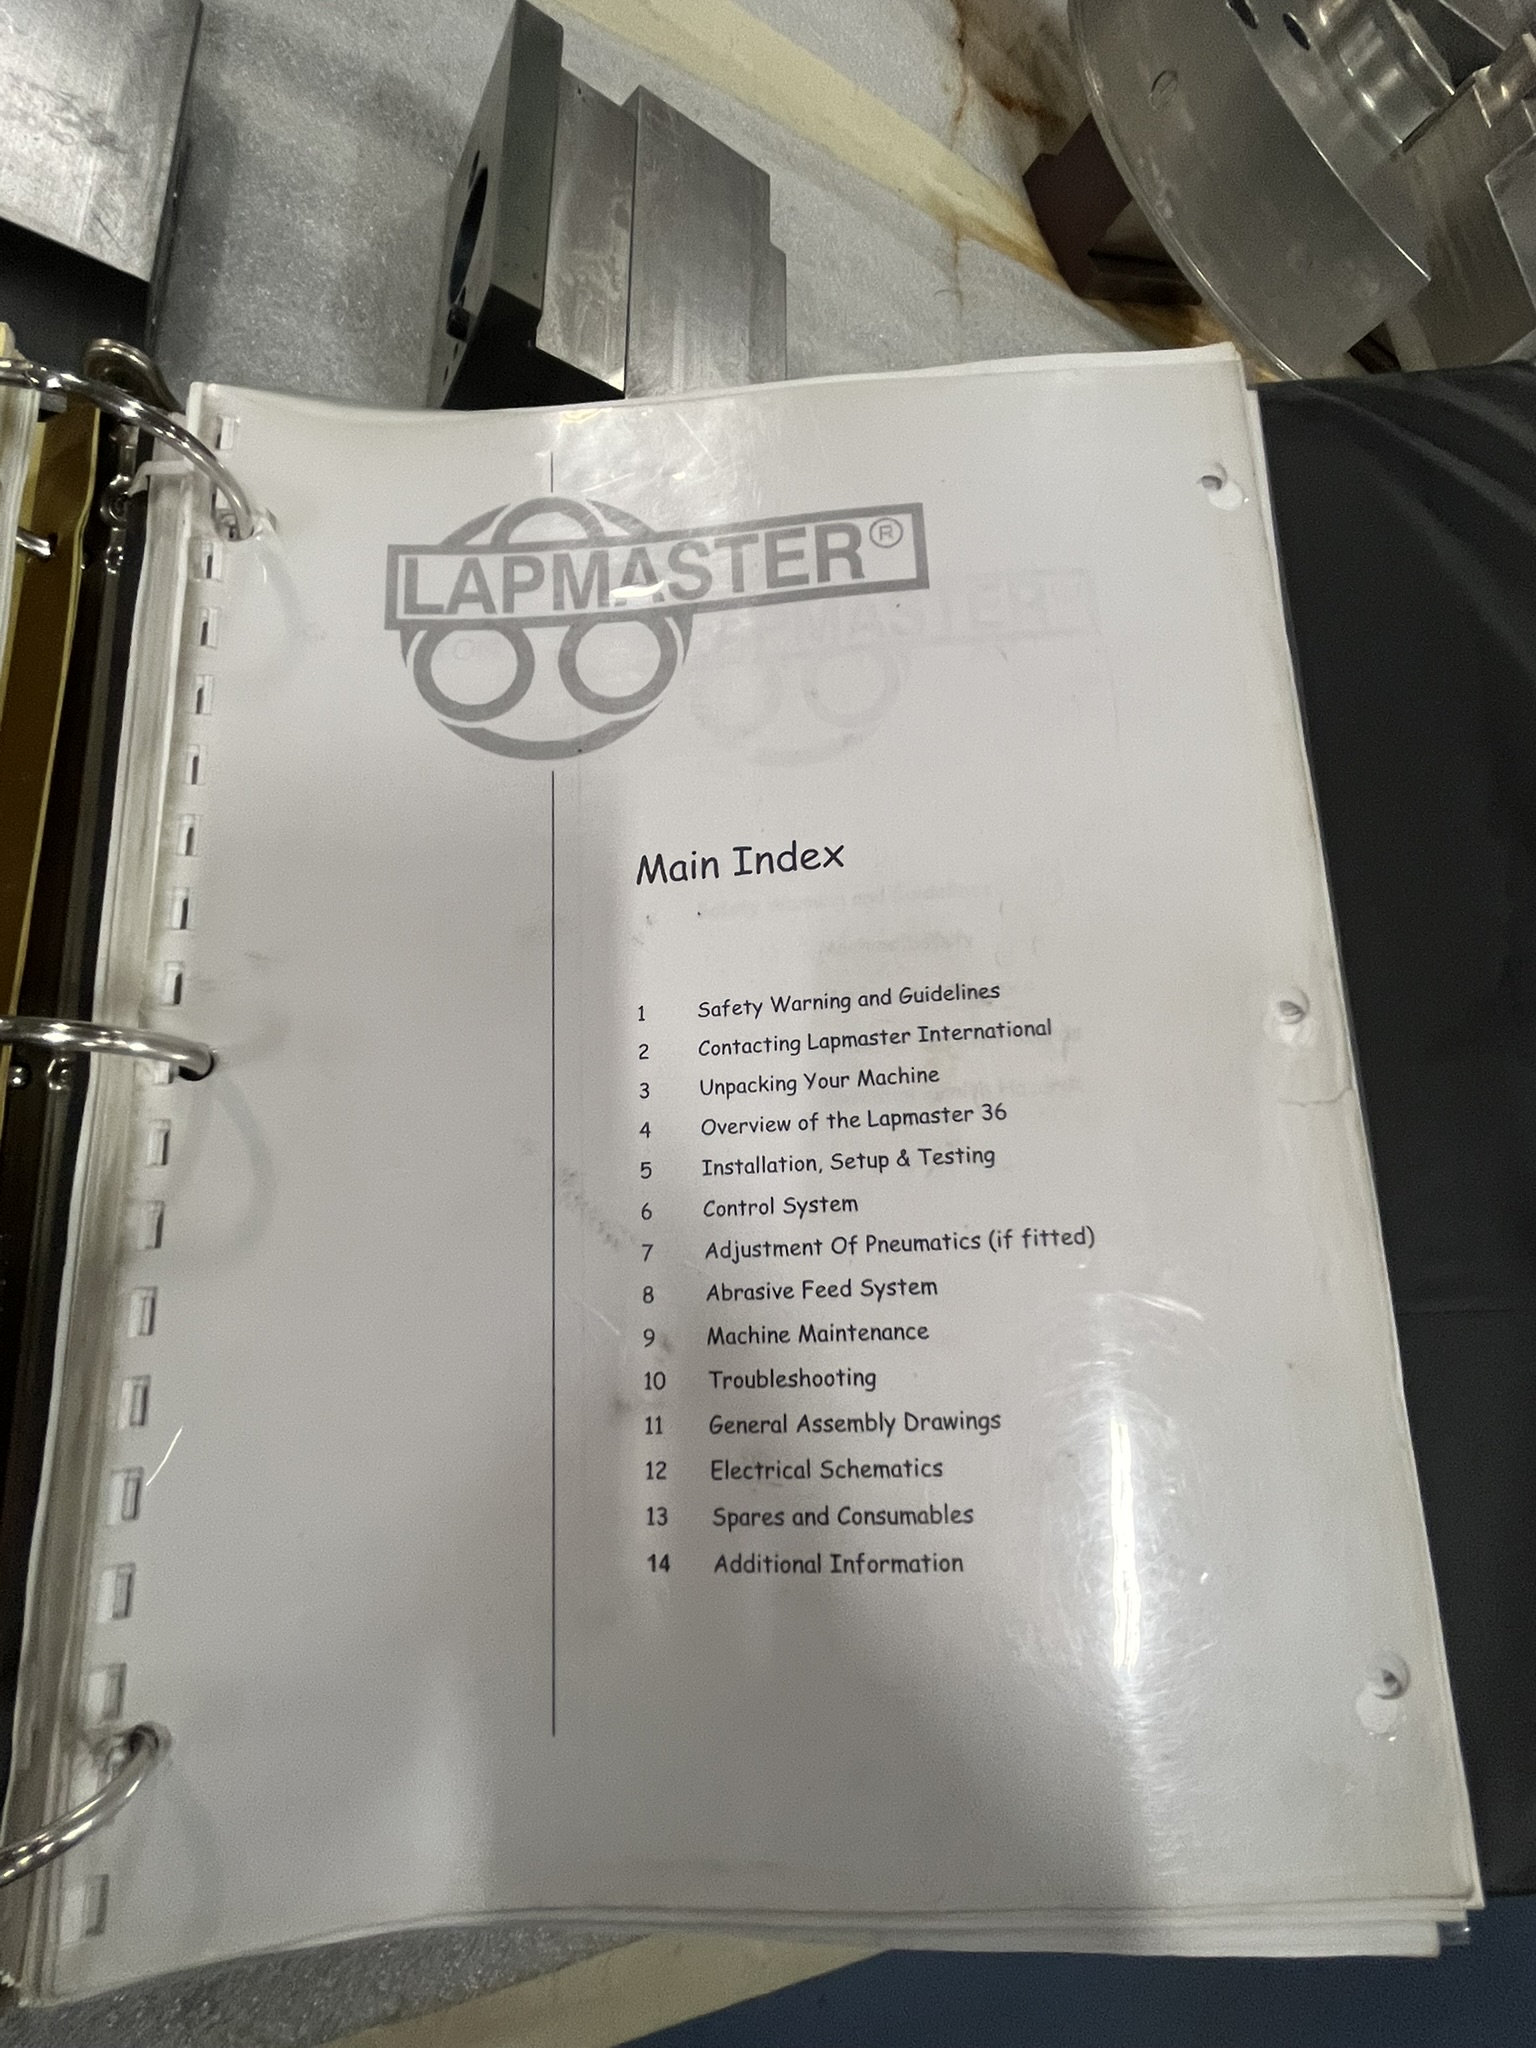 LAPMASTER®
Main Index
1 Safety Warning and Guidelines
2 Contacting Lapmaster International
3 Unpacking Your Machine
4 Overview of the Lapmaster 36
5 Installation, Setup & Testing
6 Control System
7 Adjustment Of Pneumatics (if fitted)
8 Abrasive Feed System
9 Machine Maintenance
10 Troubleshooting
11 General Assembly Drawings
12 Electrical Schematics
13 Spares and Consumables
14 Additional Information